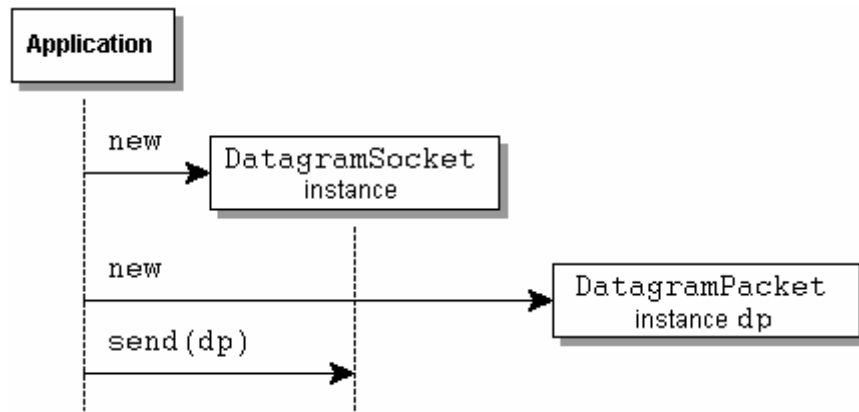 Application
new
DatagramSocket
instance
new
DatagramPacket
instance dp
send(dp)